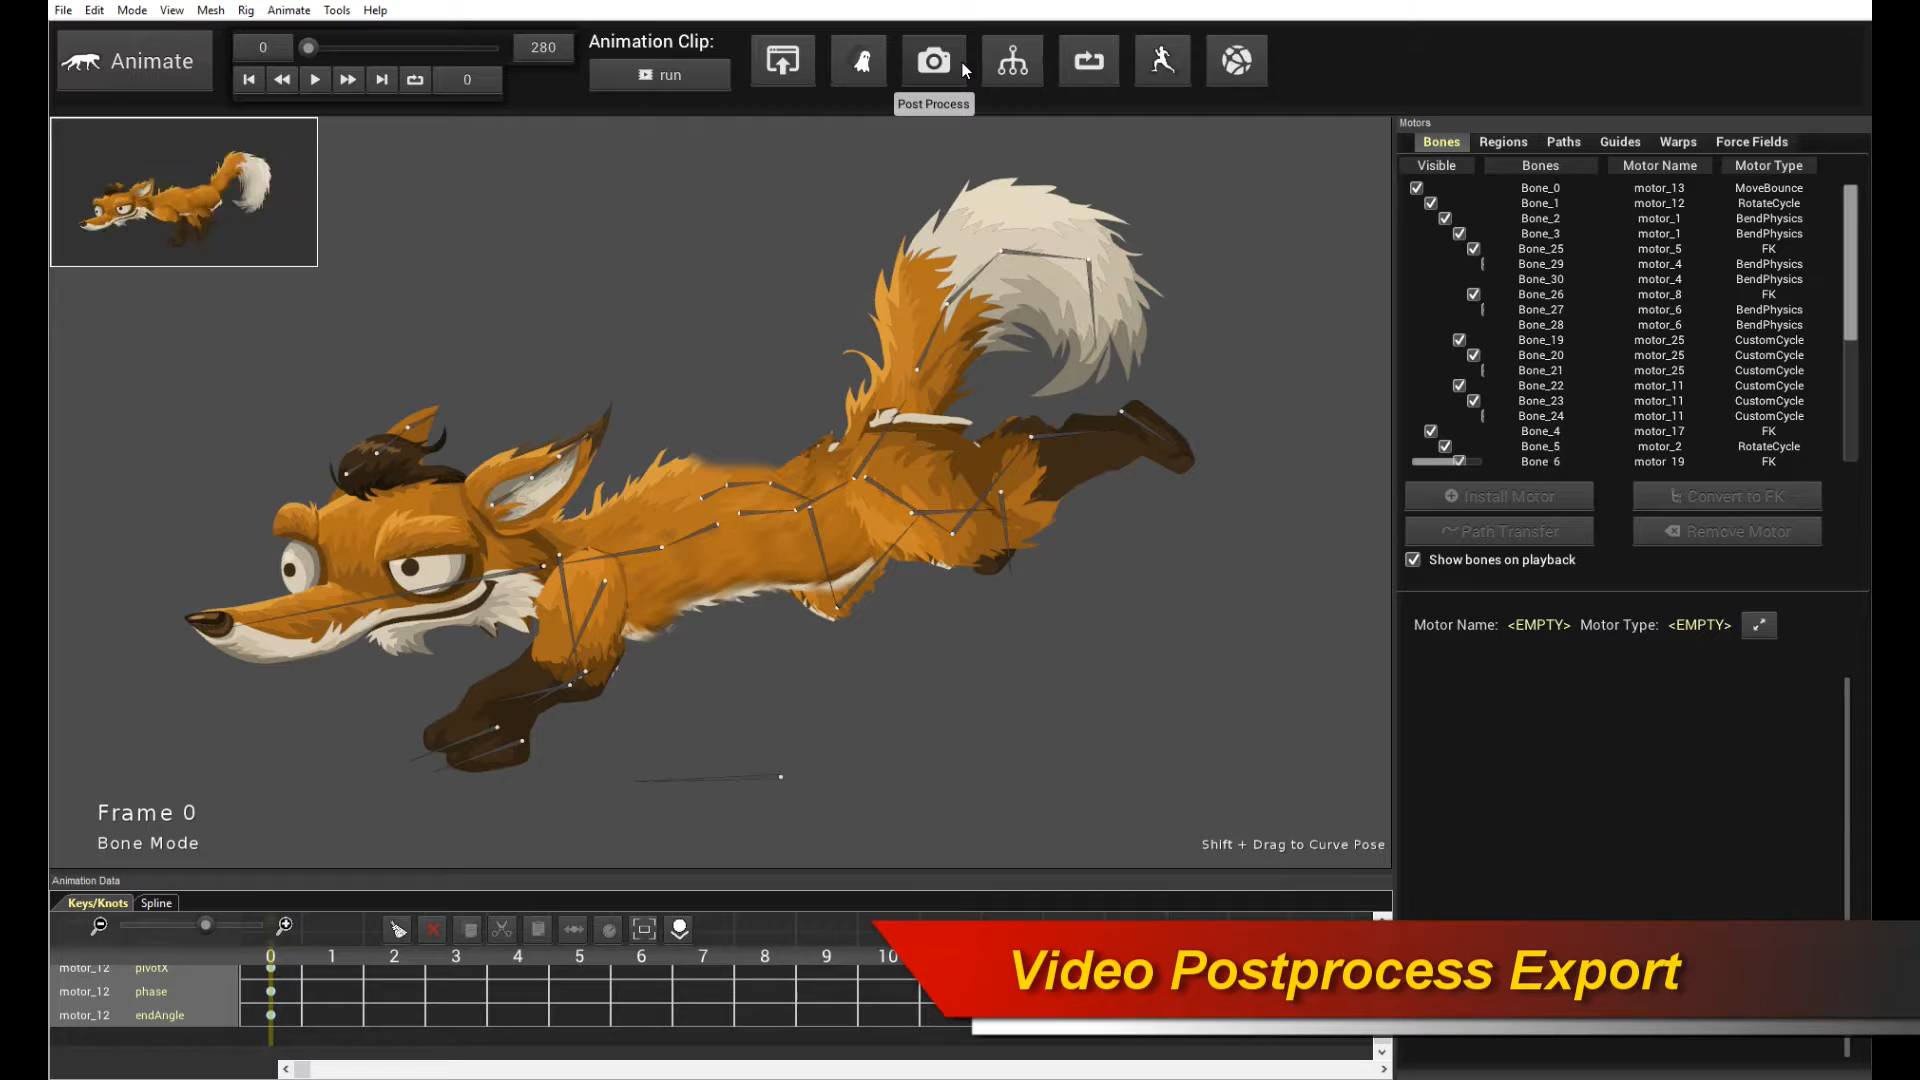 File Edit Mode View Mesh Rig Animate Tools Help
Animate
0 280
0
Animation Clip:
run
Post Process
Motors
Bones Regions Paths Guides Warps Force Fields
Visible Bones Motor Name Motor Type
Bone_0 motor_13 MoveBounce
Bone_1 motor_12 RotateCycle
Bone_2 motor_1 BendPhysics
Bone_3 motor_1 BendPhysics
Bone_25 motor_5 FK
Bone_29 motor_4 BendPhysics
Bone_30 motor_4 BendPhysics
Bone_26 motor_8 FK
Bone_27 motor_6 BendPhysics
Bone_28 motor_6 BendPhysics
Bone_19 motor_25 CustomCycle
Bone_20 motor_25 CustomCycle
Bone_21 motor_25 CustomCycle
Bone_22 motor_11 CustomCycle
Bone_23 motor_11 CustomCycle
Bone_24 motor_11 CustomCycle
Bone_4 motor_17 FK
Bone_5 motor_2 RotateCycle
Bone_6 motor_19 FK
Install Motor Convert to FK
Path Transfer Remove Motor
Show bones on playback
Motor Name: <EMPTY> Motor Type: <EMPTY>
Frame 0
Bone Mode
Shift + Drag to Curve Pose
Animation Data
Keys/Knots Spline
0 1 2 3 4 5 6 7 8 9 10
motor_12 pivotX
motor_12 phase
motor_12 endAngle
Video Postprocess Export